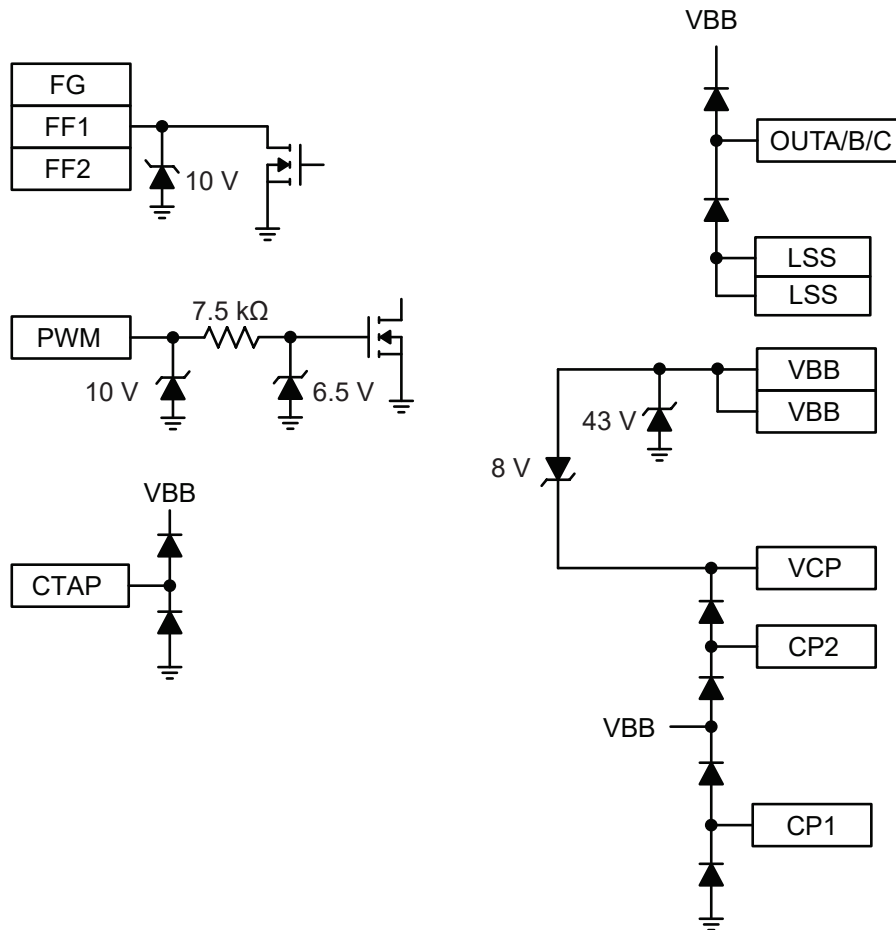 FG
FF1
FF2
10 V
PWM
7.5 kΩ
10 V
6.5 V
VBB
CTAP
VBB
OUTA/B/C
LSS
LSS
VBB
VBB
43 V
8 V
VCP
CP2
VBB
CP1